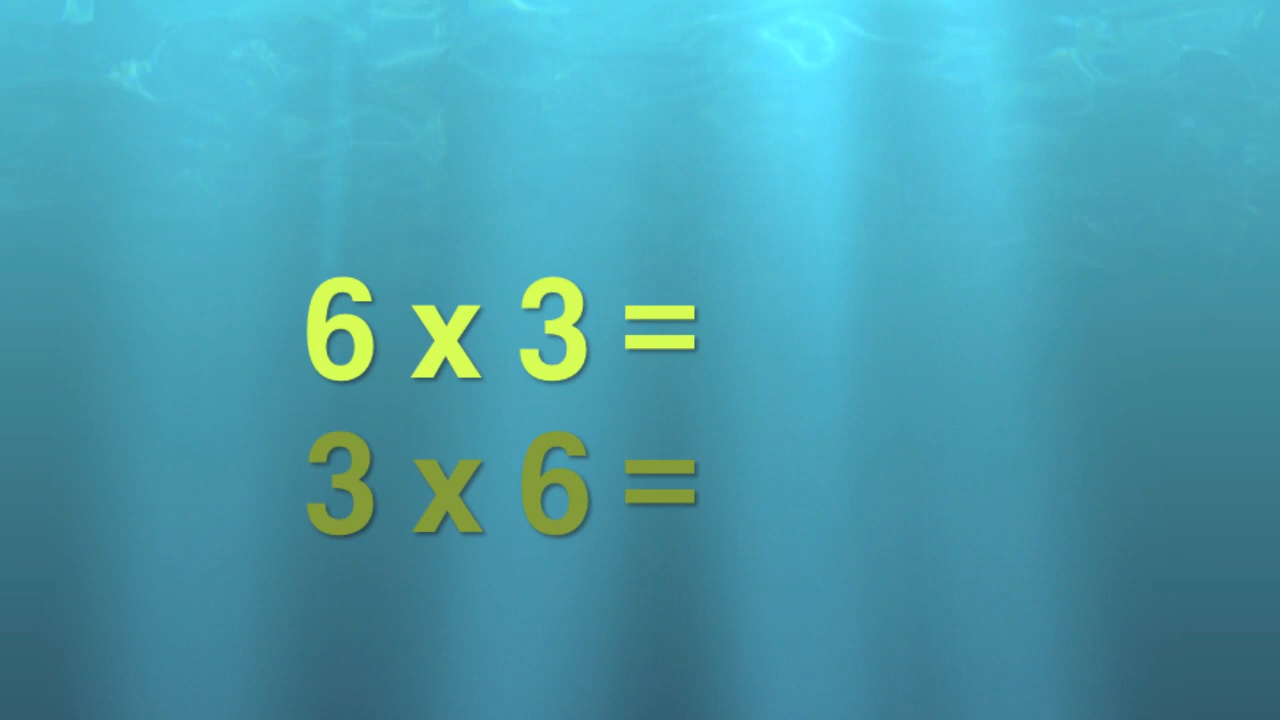 6 x 3 =
3 x 6 =